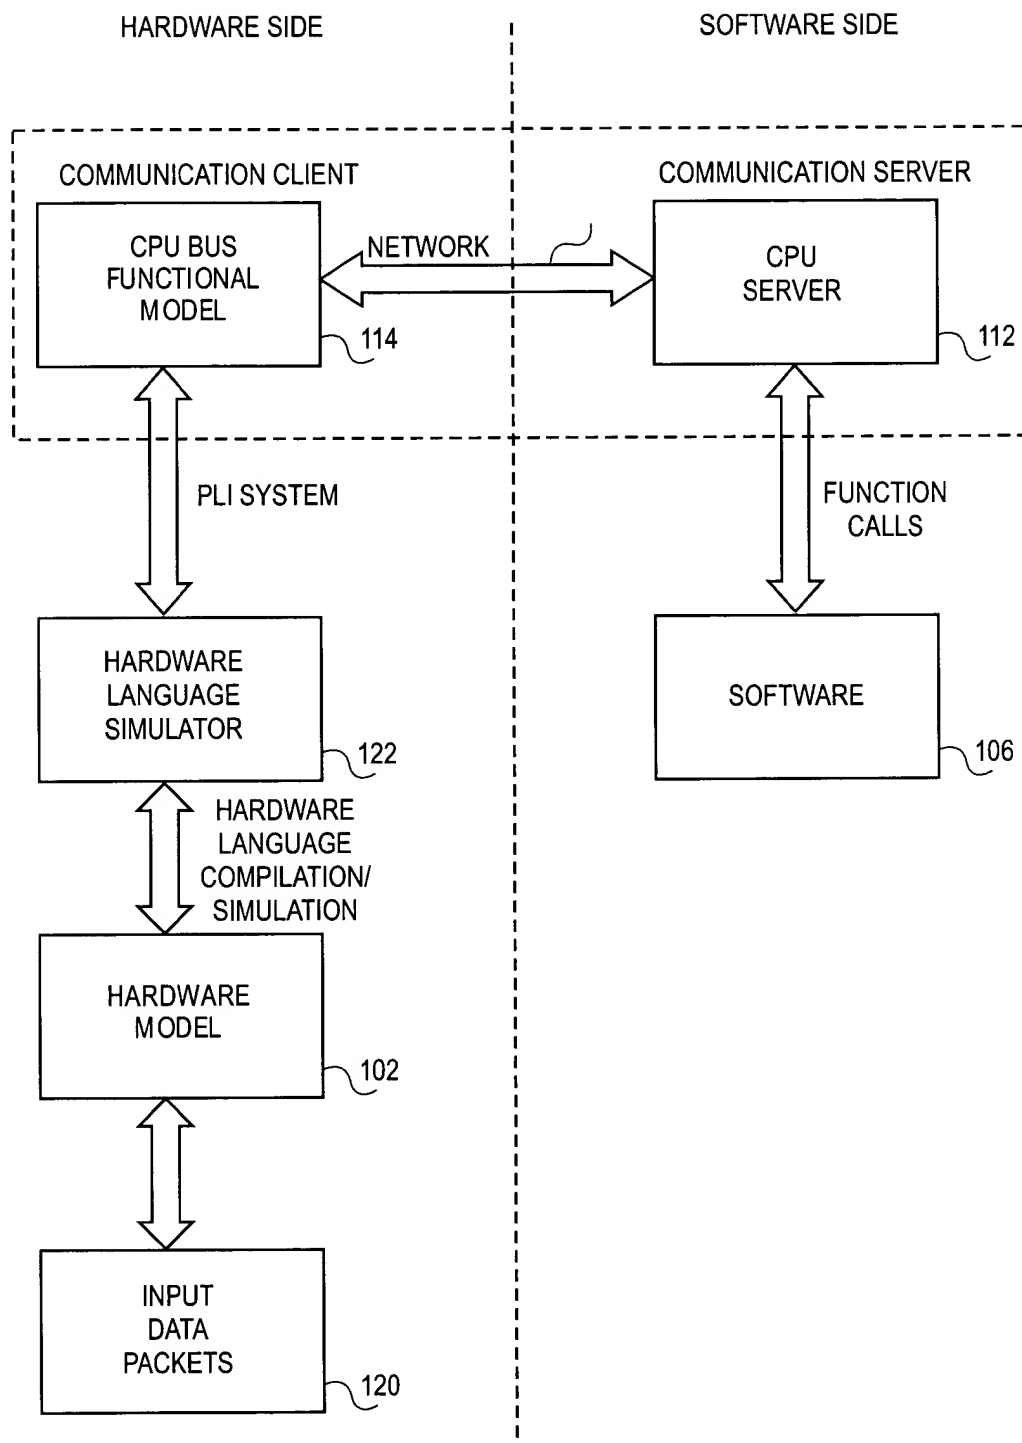 HARDWARE SIDE
SOFTWARE SIDE
COMMUNICATION CLIENT
COMMUNICATION SERVER
CPU BUS
FUNCTIONAL
MODEL
114
NETWORK
CPU
SERVER
112
PLI SYSTEM
FUNCTION
CALLS
HARDWARE
LANGUAGE
SIMULATOR
122
SOFTWARE
106
HARDWARE
LANGUAGE
COMPILATION/
SIMULATION
HARDWARE
MODEL
102
INPUT
DATA
PACKETS
120